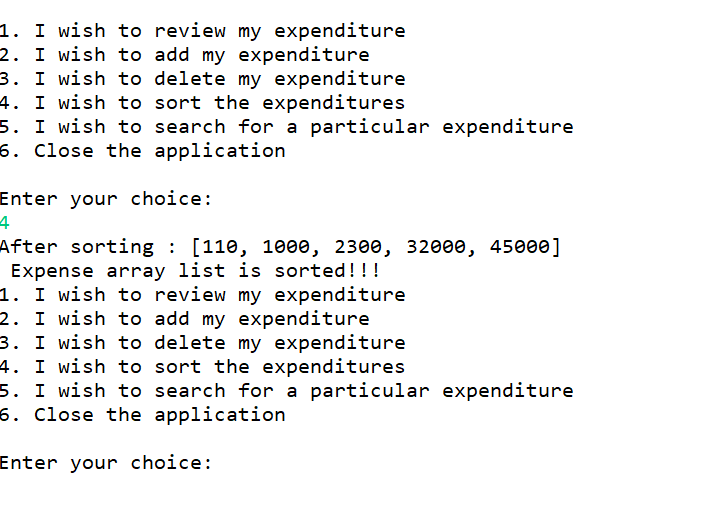 1. I wish to review my expenditure
2. I wish to add my expenditure
3. I wish to delete my expenditure
4. I wish to sort the expenditures
5. I wish to search for a particular expenditure
6. Close the application
Enter your choice:
4
After sorting : [110, 1000, 2300, 32000, 45000]
Expense array list is sorted!!!
1. I wish to review my expenditure
2. I wish to add my expenditure
3. I wish to delete my expenditure
4. I wish to sort the expenditures
5. I wish to search for a particular expenditure
6. Close the application
Enter your choice: